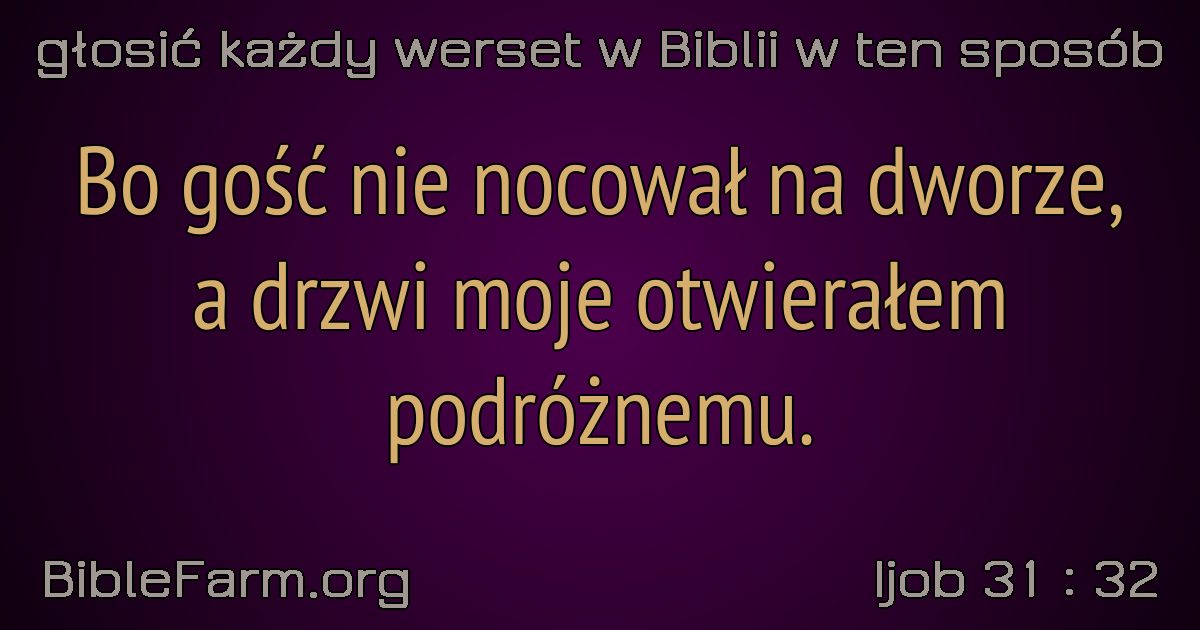 głosić każdy werset w Biblii w ten sposób
Bo gość nie nocował na dworze,
a drzwi moje otwierałem
podróżnemu.
BibleFarm.org
Ijob 31 : 32